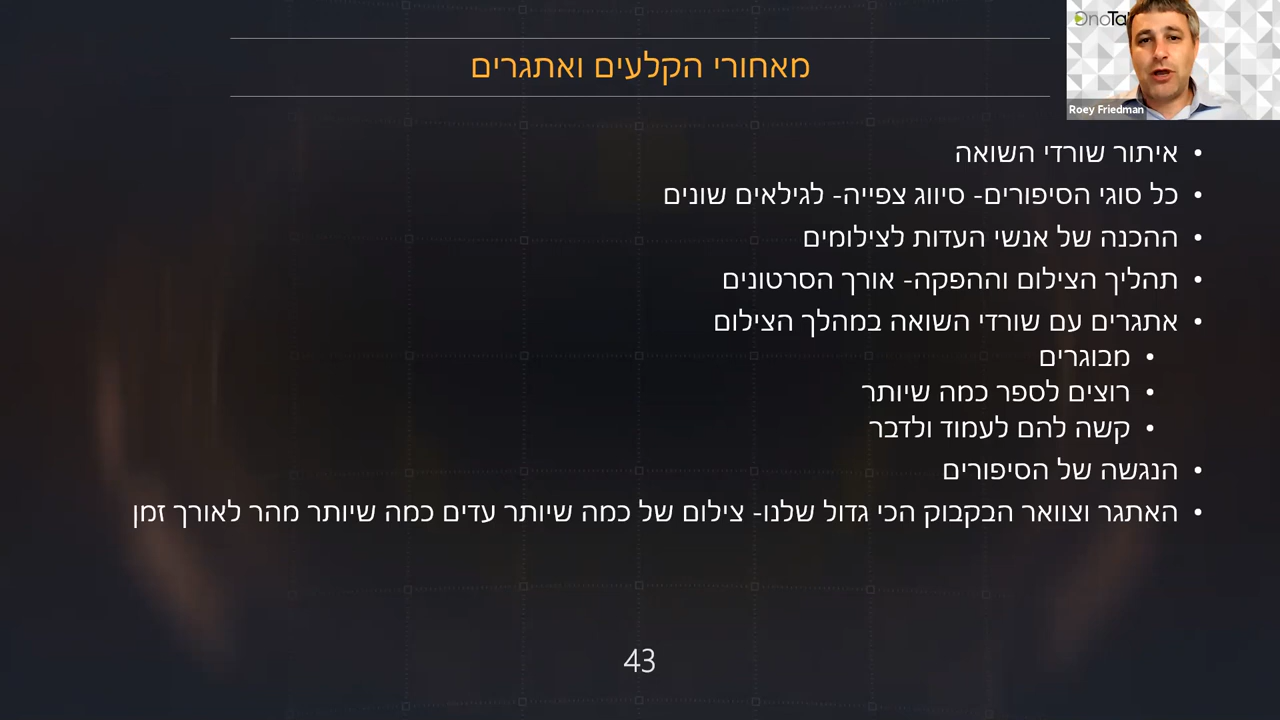 מאחורי הקלעים ואתגרים
Roey Friedman
• איתור שורדי השואה
• כל סוגי הסיפורים- סיווג צפייה- לגילאים שונים
• ההכנה של אנשי העדות לצילומים
• תהליך הצילום וההפקה- אורך הסרטונים
• אתגרים עם שורדי השואה במהלך הצילום
• מבוגרים
• רוצים לספר כמה שיותר
• קשה להם לעמוד ולדבר
• הנגשה של הסיפורים
• האתגר וצוואר הבקבוק הכי גדול שלנו- צילום של כמה שיותר עדים כמה שיותר מהר לאורך זמן
43